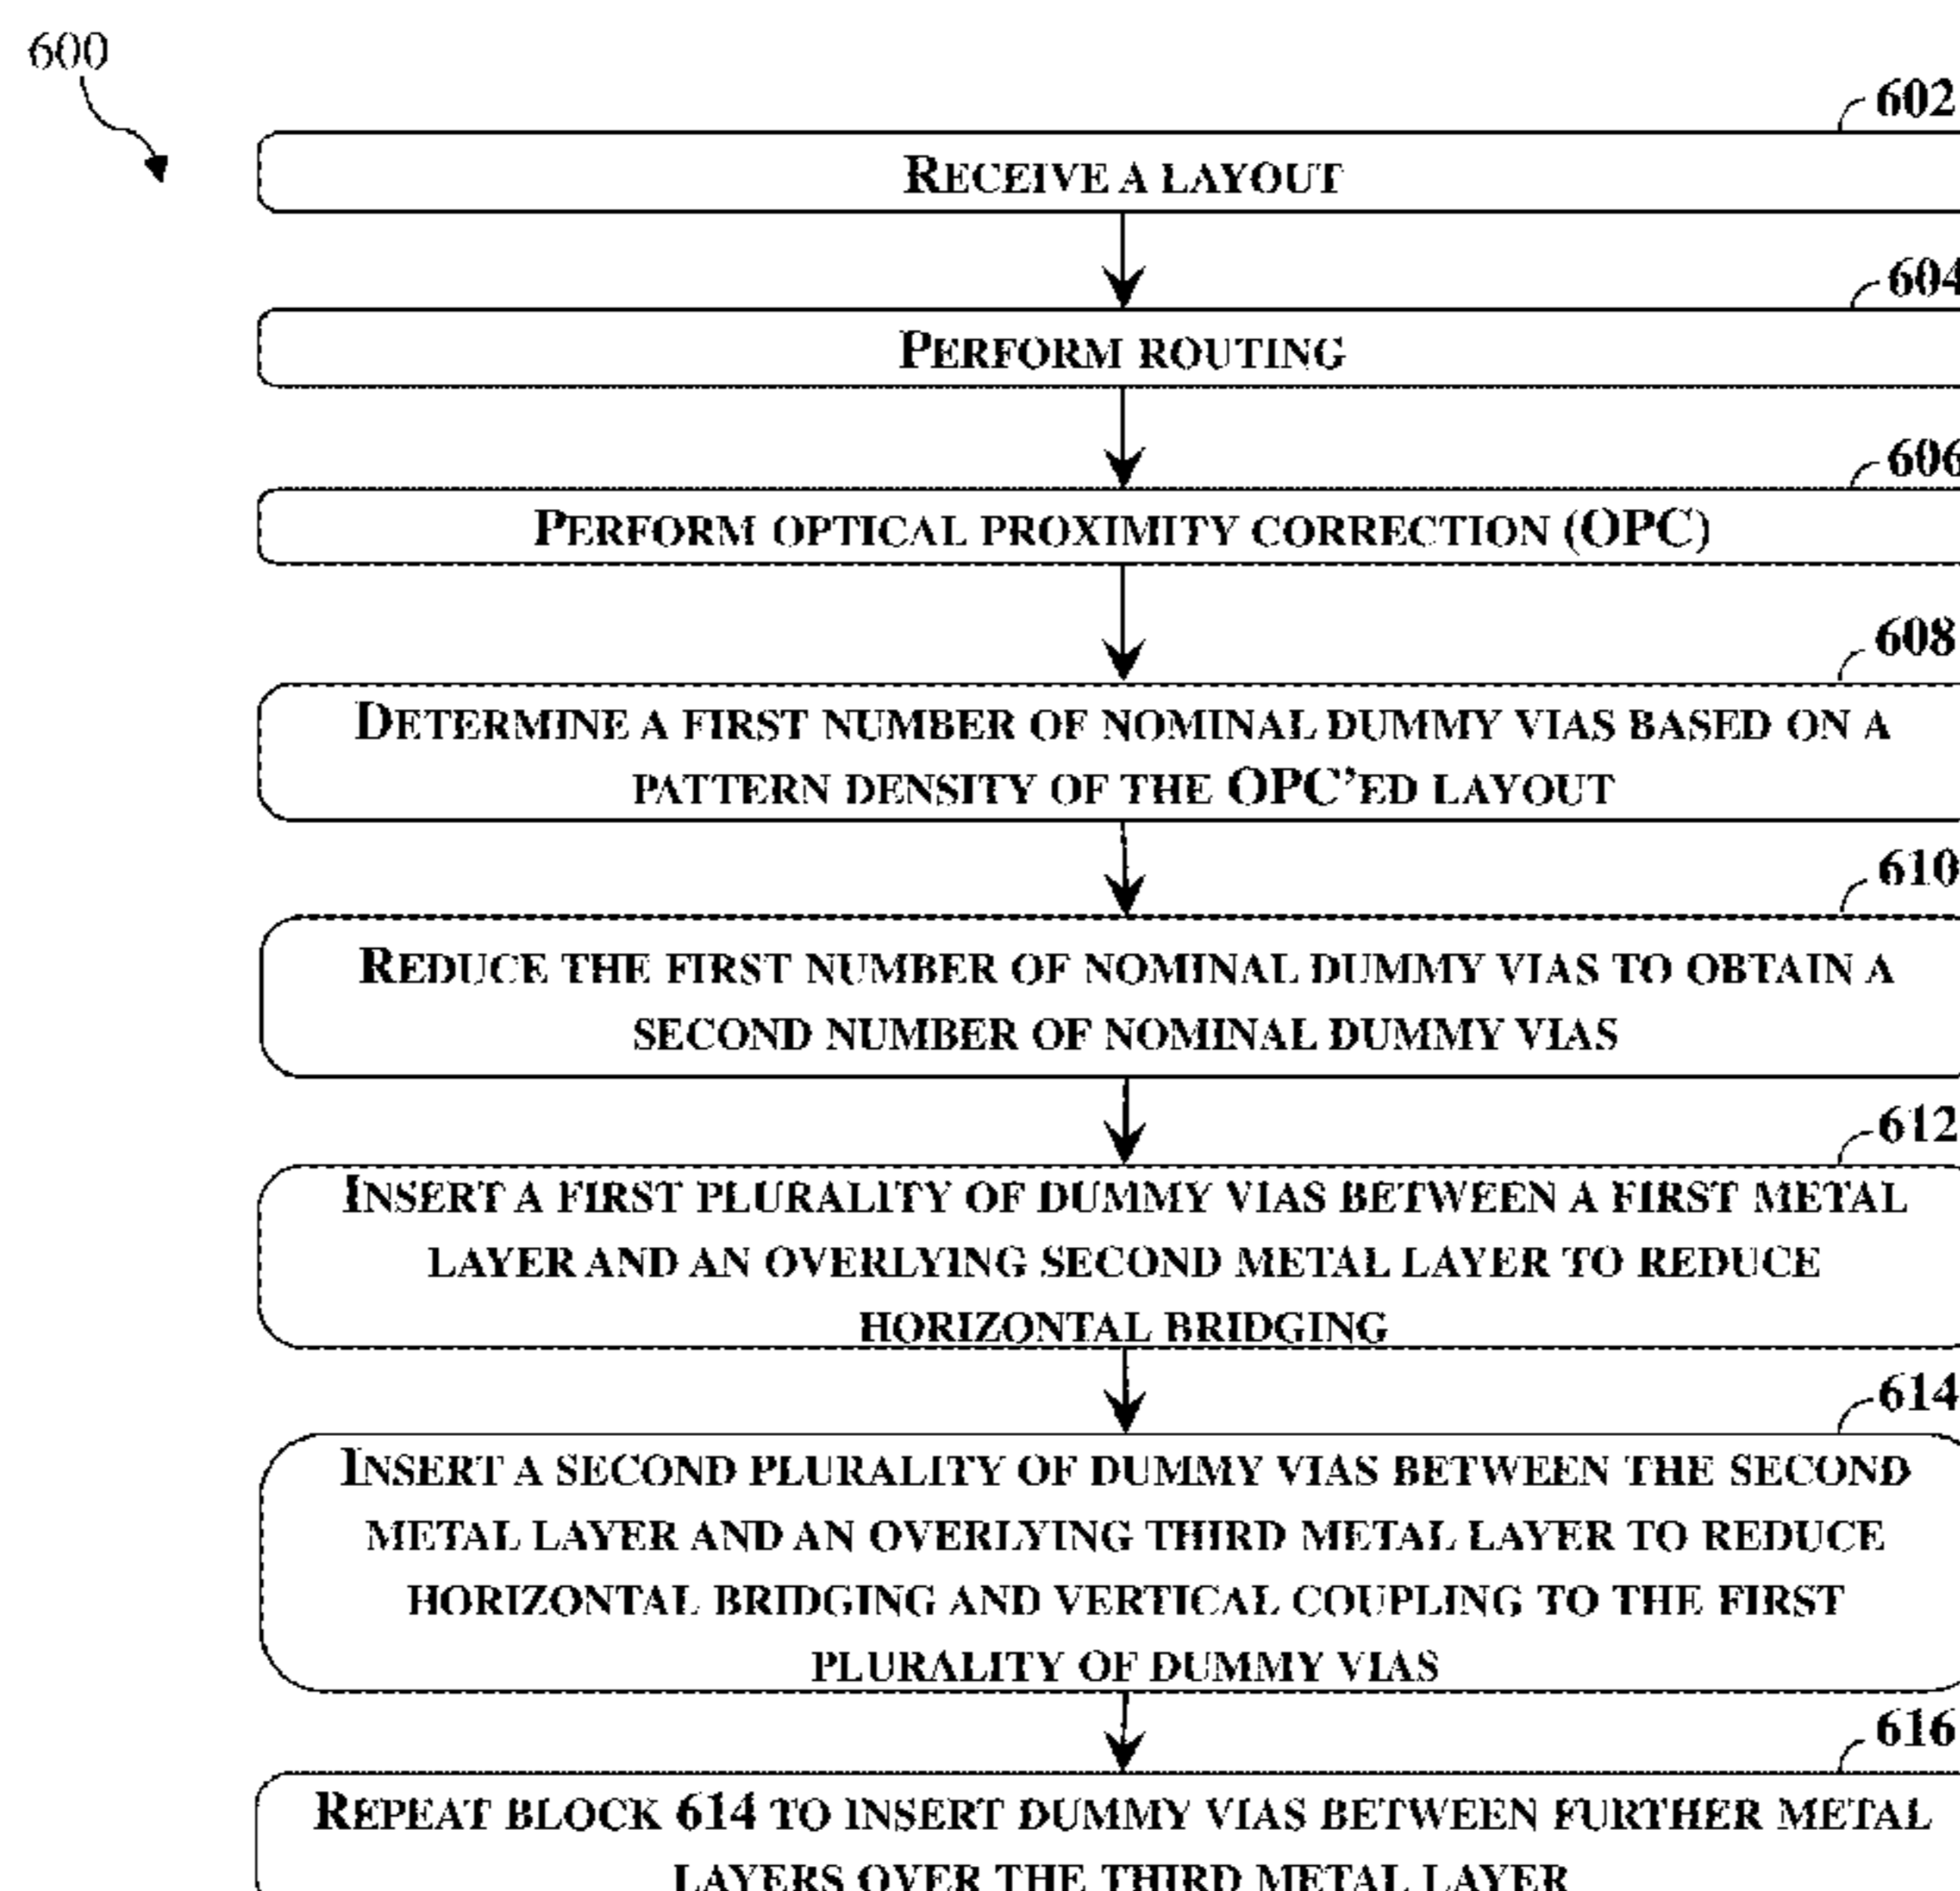 600
602
RECEIVE A LAYOUT
604
PERFORM ROUTING
606
PERFORM OPTICAL PROXIMITY CORRECTION (OPC)
608
DETERMINE A FIRST NUMBER OF NOMINAL DUMMY VIAS BASED ON A
PATTERN DENSITY OF THE OPC'ED LAYOUT
610
REDUCE THE FIRST NUMBER OF NOMINAL DUMMY VIAS TO OBTAIN A
SECOND NUMBER OF NOMINAL DUMMY VIAS
612
INSERT A FIRST PLURALITY OF DUMMY VIAS BETWEEN A FIRST METAL
LAYER AND AN OVERLYING SECOND METAL LAYER TO REDUCE
HORIZONTAL BRIDGING
614
INSERT A SECOND PLURALITY OF DUMMY VIAS BETWEEN THE SECOND
METAL LAYER AND AN OVERLYING THIRD METAL LAYER TO REDUCE
HORIZONTAL BRIDGING AND VERTICAL COUPLING TO THE FIRST
PLURALITY OF DUMMY VIAS
616
REPEAT BLOCK 614 TO INSERT DUMMY VIAS BETWEEN FURTHER METAL
LAYERS OVER THE THIRD METAL LAYER